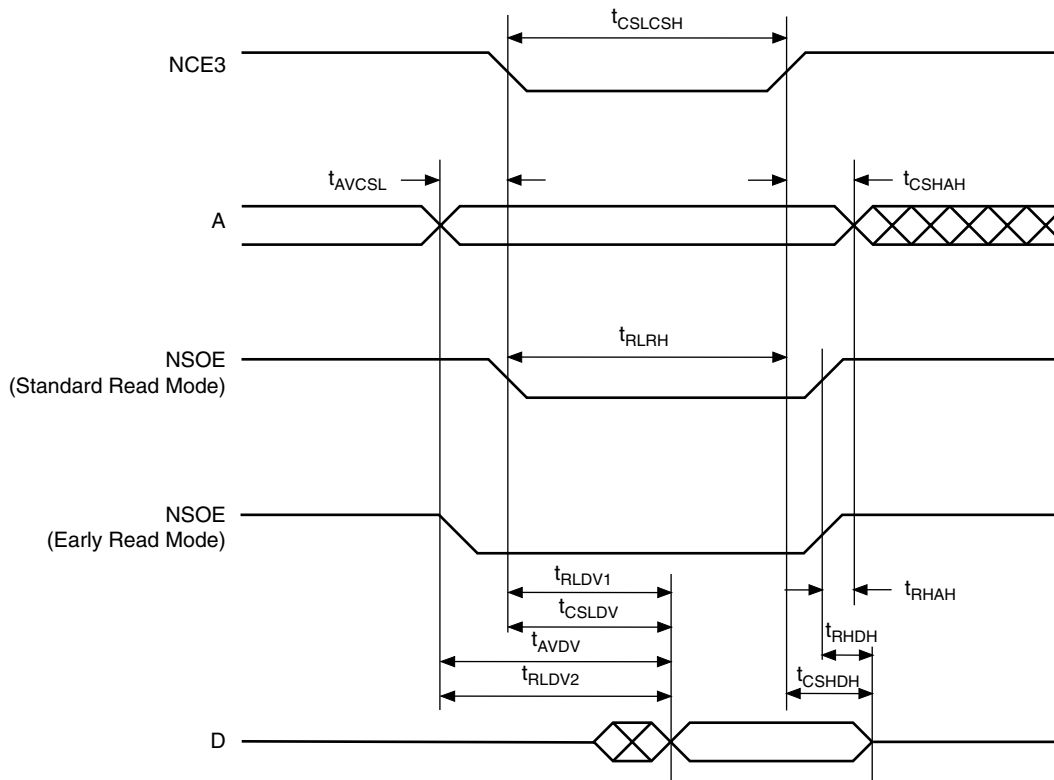 tCSLCSH
NCE3
tAVCSL
tCSHAH
A
tRLRH
NSOE
(Standard Read Mode)
NSOE
(Early Read Mode)
tRLDV1
tRHAH
tCSLDV
tRHDH
tAVDV
tCSHDH
tRLDV2
D